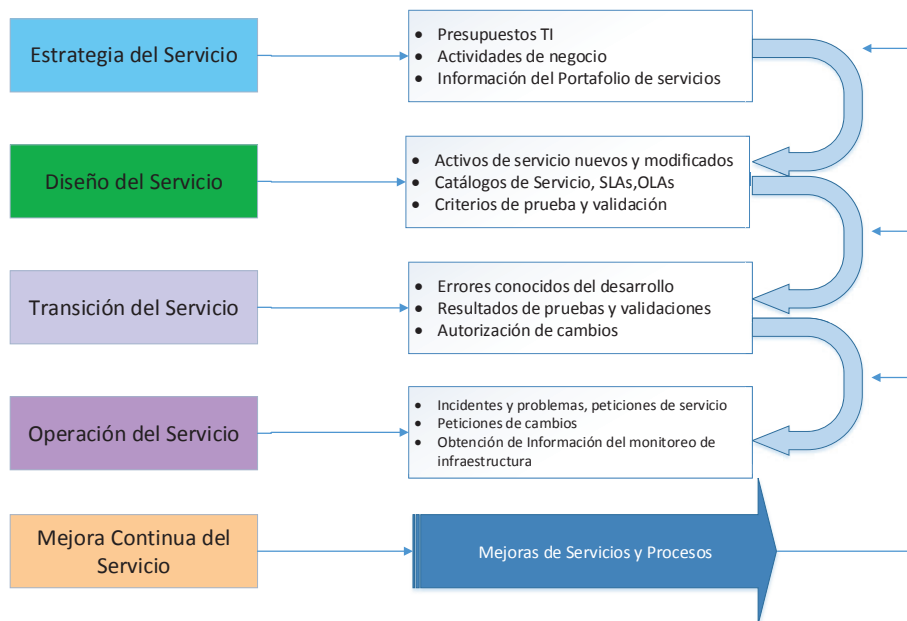 Estrategia del Servicio
• Presupuestos TI
• Actividades de negocio
• Información del Portafolio de servicios
Diseño del Servicio
• Activos de servicio nuevos y modificados
• Catálogos de Servicio, SLAs,OLAs
• Criterios de prueba y validación
Transición del Servicio
• Errores conocidos del desarrollo
• Resultados de pruebas y validaciones
• Autorización de cambios
Operación del Servicio
• Incidentes y problemas, peticiones de servicio
• Peticiones de cambios
• Obtención de Información del monitoreo de
infraestructura
Mejora Continua del
Servicio
Mejoras de Servicios y Procesos